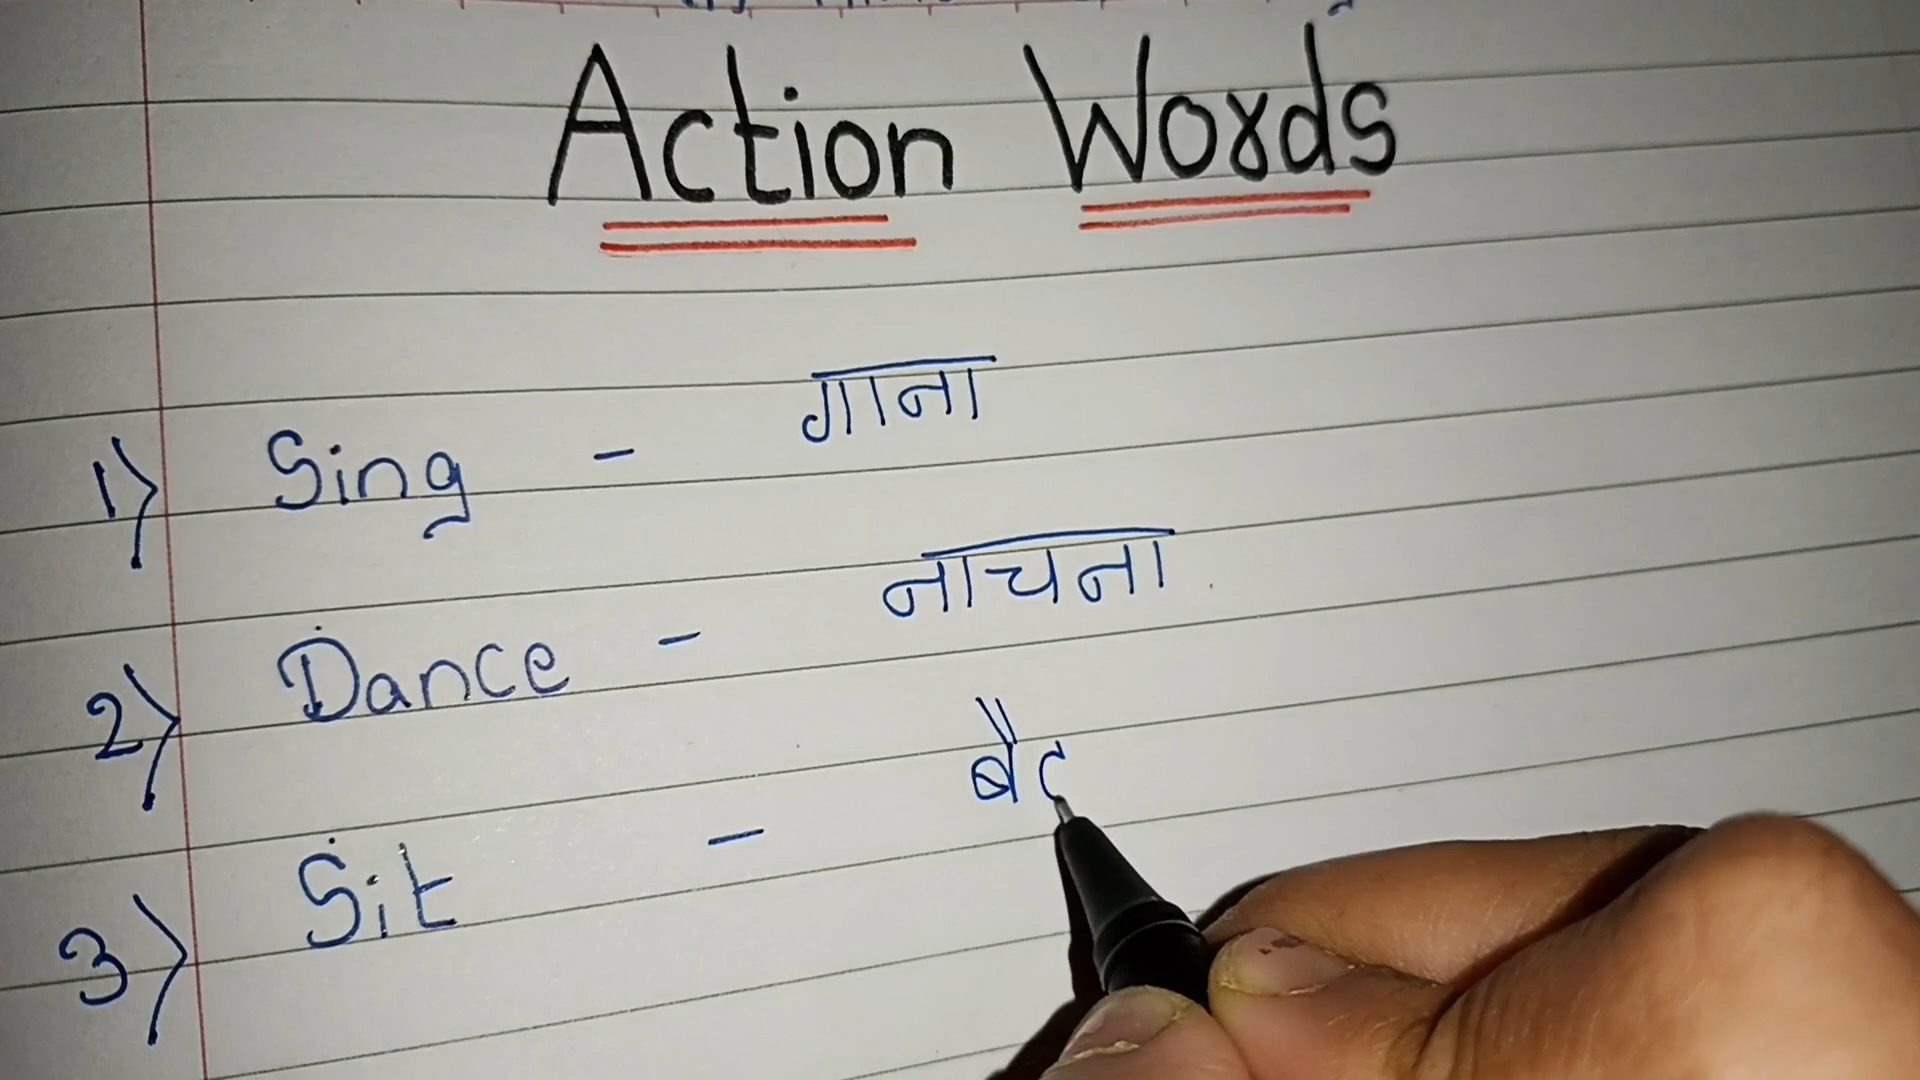 Action Words
1) Sing - गाना
2) Dance - नाचना
3) Sit - बै